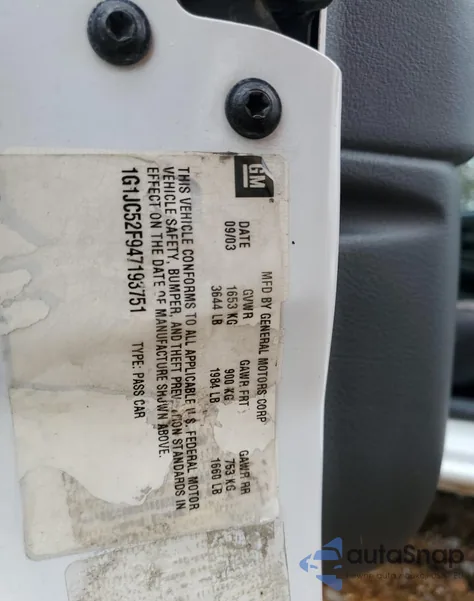 GM
MFD BY GENERAL MOTORS CORP
DATE GVWR GAWR FRT GAWR RR
09/03 1653 KG 900 KG 753 KG
3644 LB 1984 LB 1660 LB
THIS VEHICLE CONFORMS TO ALL APPLICABLE U.S. FEDERAL MOTOR
VEHICLE SAFETY, BUMPER, AND THEFT PREVENTION STANDARDS IN
EFFECT ON THE DATE OF MANUFACTURE SHOWN ABOVE.
1G1JC52F947193751 TYPE: PASS CAR
autaSnap